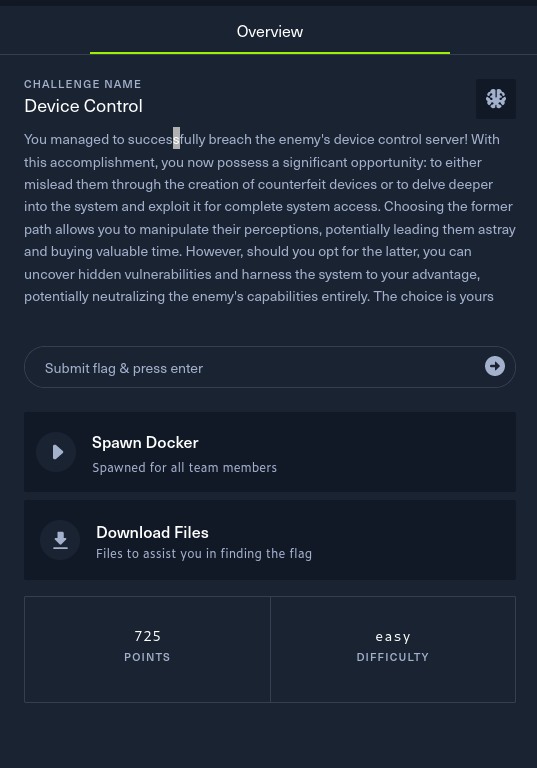 Overview
CHALLENGE NAME
Device Control
You managed to successfully breach the enemy's device control server! With
this accomplishment, you now possess a significant opportunity: to either
mislead them through the creation of counterfeit devices or to delve deeper
into the system and exploit it for complete system access. Choosing the former
path allows you to manipulate their perceptions, potentially leading them astray
and buying valuable time. However, should you opt for the latter, you can
uncover hidden vulnerabilities and harness the system to your advantage,
potentially neutralizing the enemy's capabilities entirely. The choice is yours
Submit flag & press enter
Spawn Docker
Spawned for all team members
Download Files
Files to assist you in finding the flag
725
POINTS
easy
DIFFICULTY